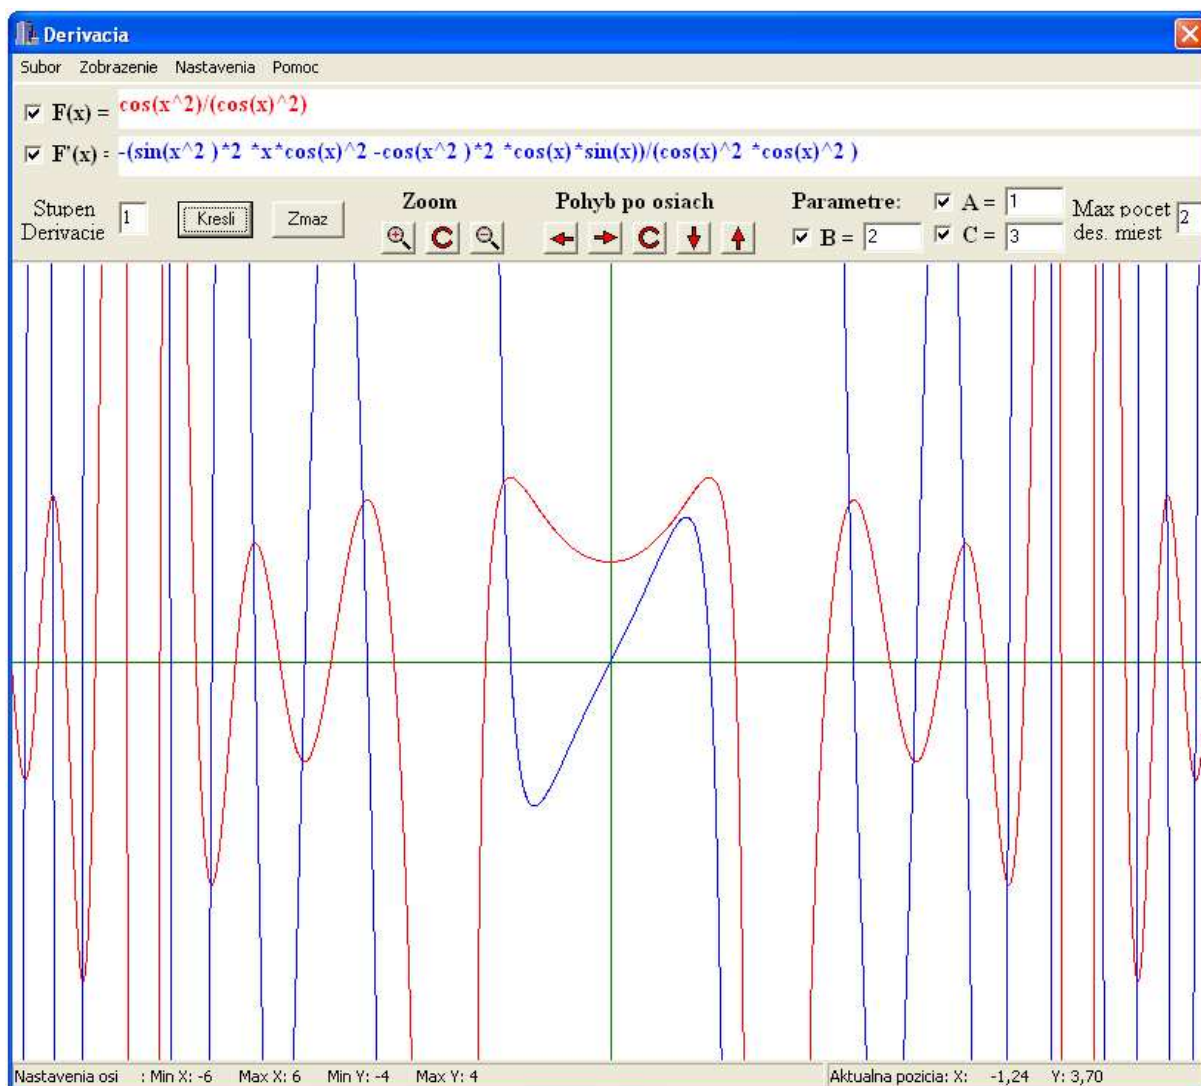 Derivacia
Subor Zobrazenie Nastavenia Pomoc
F(x) = cos(x^2)/(cos(x)^2)
F'(x) = -(sin(x^2 )*2 *x*cos(x)^2 -cos(x^2 )*2 *cos(x)*sin(x))/(cos(x)^2 *cos(x)^2 )
Stupen Derivacie 1
Kresli
Zmaz
Zoom
C
Pohyb po osiach
C
Parametre: A = 1
B = 2 C = 3
Max pocet des. miest 2
Nastavenia osi : Min X: -6 Max X: 6 Min Y: -4 Max Y: 4
Aktualna pozicia: X: -1,24 Y: 3,70